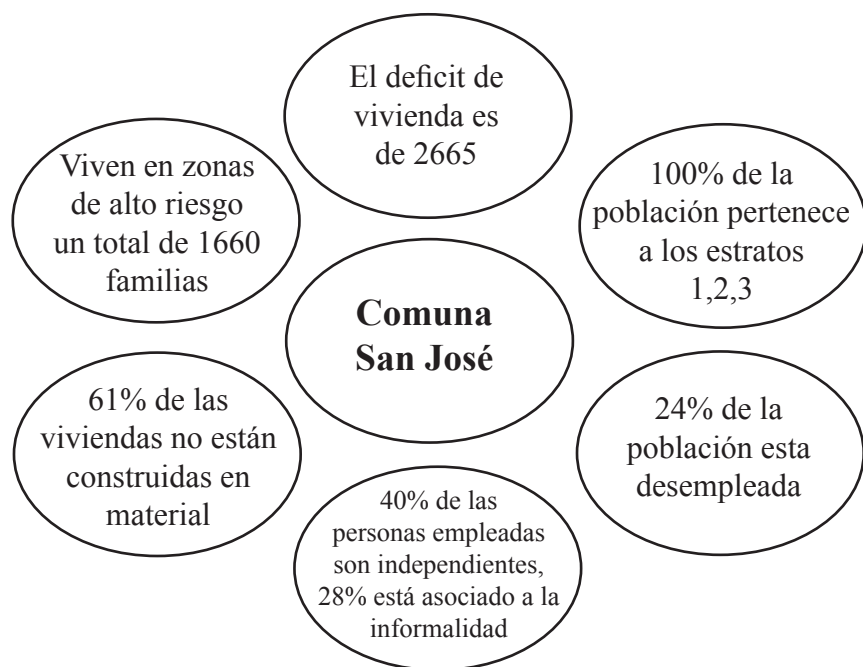 El deficit de
vivienda es
de 2665
Viven en zonas
de alto riesgo
un total de 1660
familias
100% de la
población pertenece
a los estratos
1,2,3
Comuna
San José
61% de las
viviendas no están
construidas en
material
24% de la
población esta
desempleada
40% de las
personas empleadas
son independientes,
28% está asociado a la
informalidad